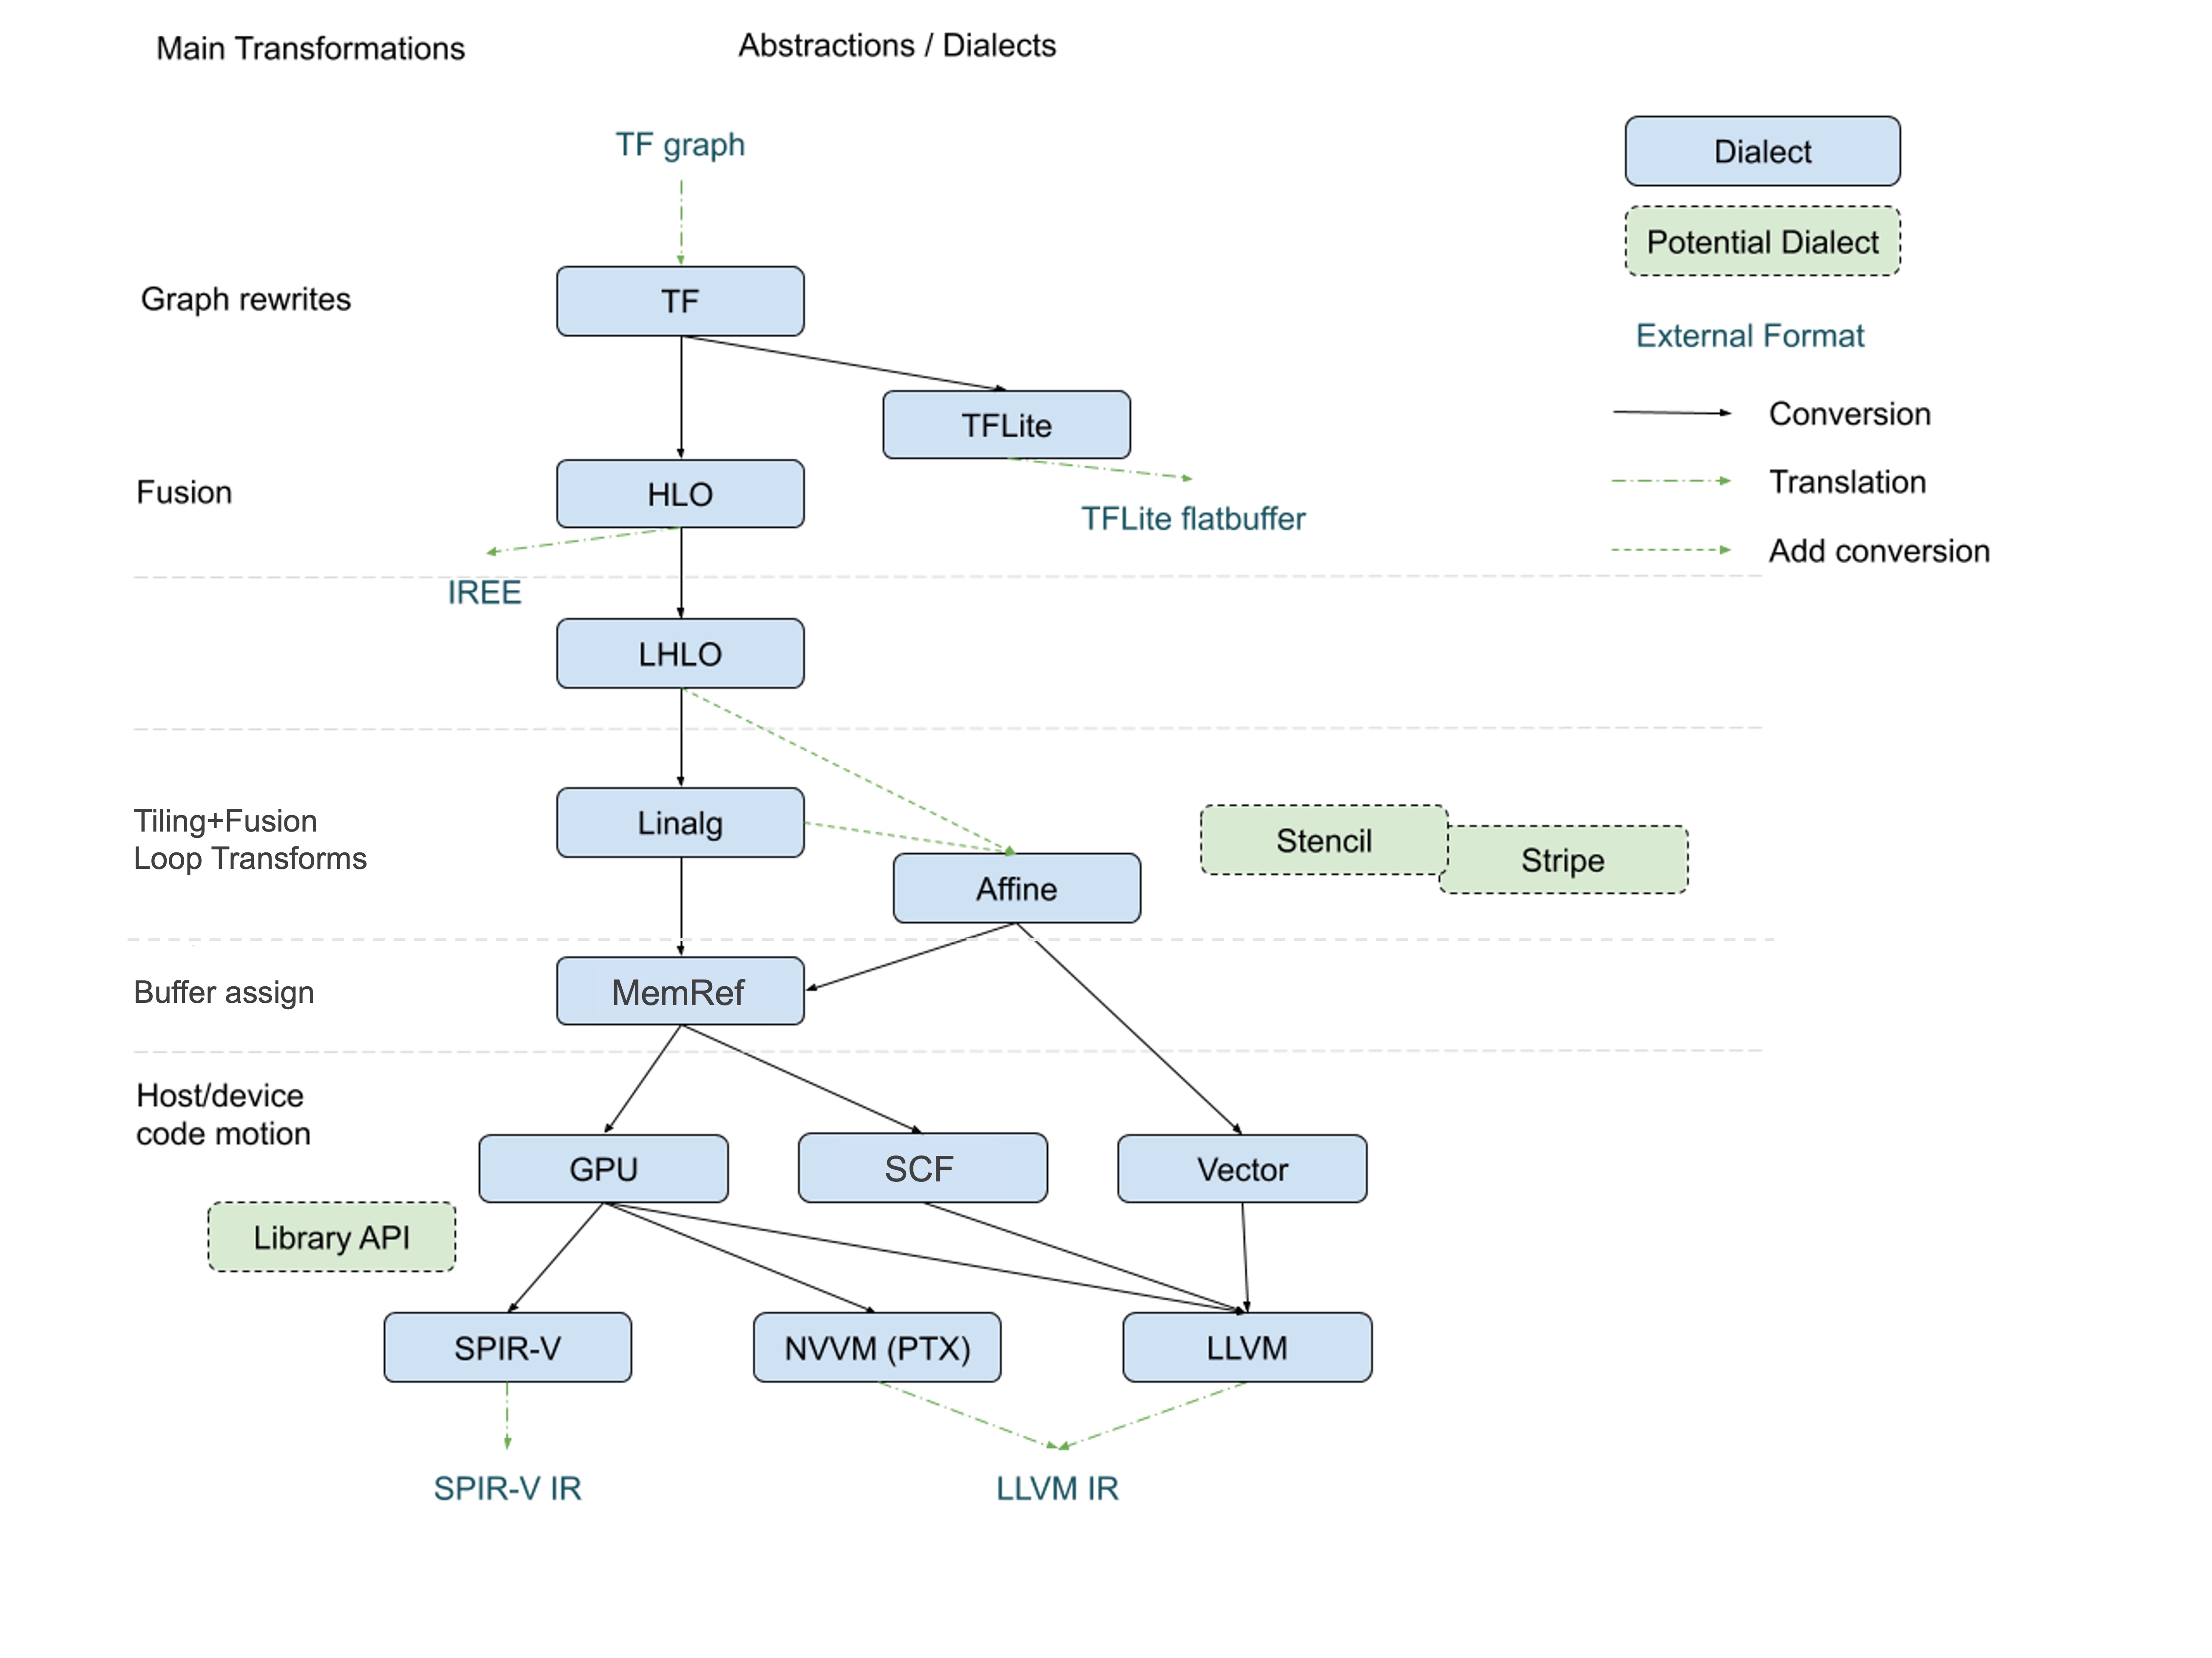 Main Transformations
Abstractions / Dialects
TF graph
Dialect
Potential Dialect
External Format
Conversion
Translation
Add conversion
Graph rewrites
TF
TFLite
Fusion
HLO
TFLite flatbuffer
IREE
LHLO
Tiling+Fusion
Loop Transforms
Linalg
Affine
Stencil
Stripe
Buffer assign
MemRef
Host/device
code motion
GPU
SCF
Vector
Library API
SPIR-V
NVVM (PTX)
LLVM
SPIR-V IR
LLVM IR